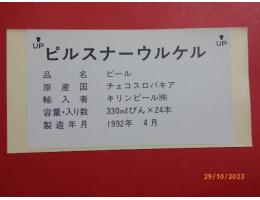 ↑ ↑
UP UP
ピルスナーウルケル
品名 ビール
原産国 チェコスロバキア
輸入者 キリンビール㈱
容量・入り数 330mlびん×24本
製造年月 1992年 4月
29/10/2023